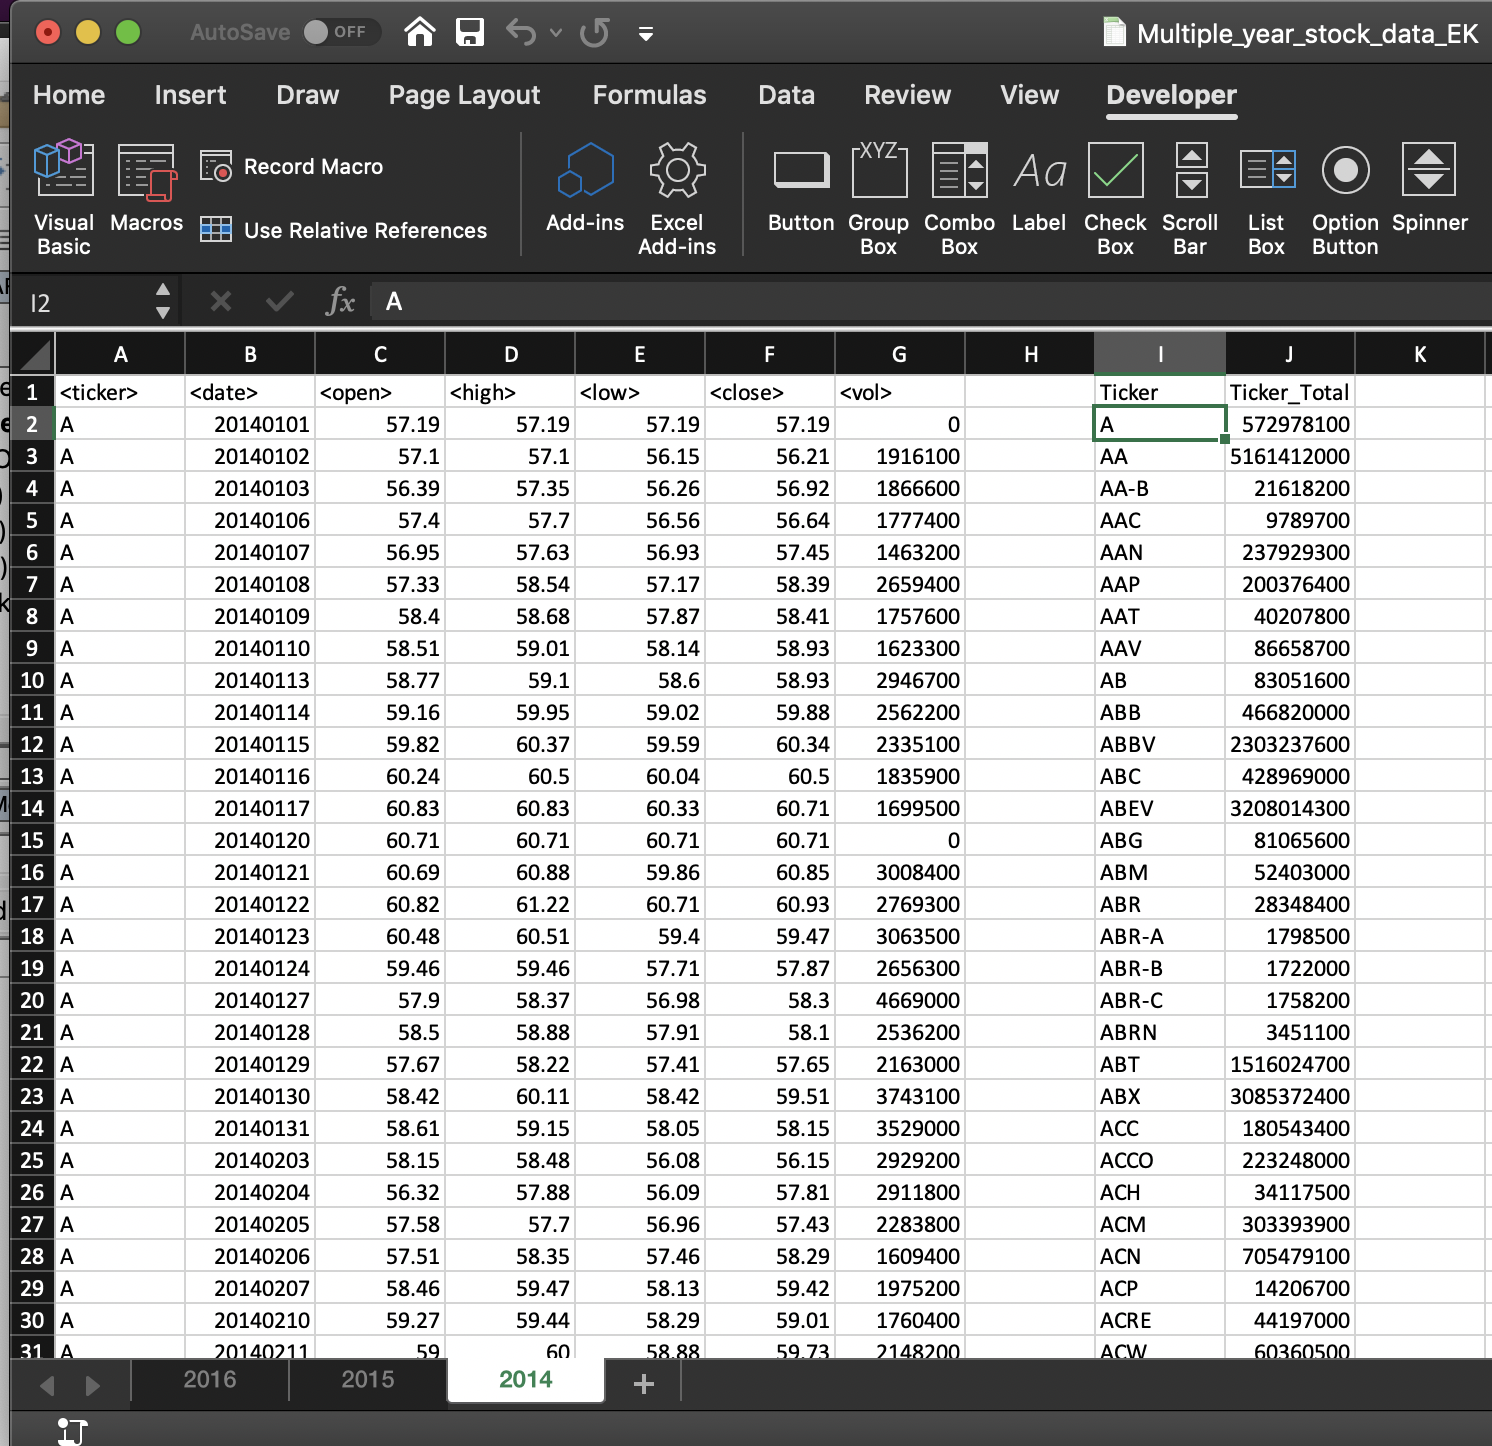 AutoSave OFF Multiple_year_stock_data_EK
Home Insert Draw Page Layout Formulas Data Review View Developer
Visual Basic Macros Record Macro Use Relative References Add-ins Excel Add-ins Button Group Box Combo Box Label Check Box Scroll Bar List Box Option Button Spinner
XYZ Aa
I2 fx A
A B C D E F G H I J K
1 <ticker> <date> <open> <high> <low> <close> <vol> Ticker Ticker_Total
2 A 20140101 57.19 57.19 57.19 57.19 0 A 572978100
3 A 20140102 57.1 57.1 56.15 56.21 1916100 AA 5161412000
4 A 20140103 56.39 57.35 56.26 56.92 1866600 AA-B 21618200
5 A 20140106 57.4 57.7 56.56 56.64 1777400 AAC 9789700
6 A 20140107 56.95 57.63 56.93 57.45 1463200 AAN 237929300
7 A 20140108 57.33 58.54 57.17 58.39 2659400 AAP 200376400
8 A 20140109 58.4 58.68 57.87 58.41 1757600 AAT 40207800
9 A 20140110 58.51 59.01 58.14 58.93 1623300 AAV 86658700
10 A 20140113 58.77 59.1 58.6 58.93 2946700 AB 83051600
11 A 20140114 59.16 59.95 59.02 59.88 2562200 ABB 466820000
12 A 20140115 59.82 60.37 59.59 60.34 2335100 ABBV 2303237600
13 A 20140116 60.24 60.5 60.04 60.5 1835900 ABC 428969000
14 A 20140117 60.83 60.83 60.33 60.71 1699500 ABEV 3208014300
15 A 20140120 60.71 60.71 60.71 60.71 0 ABG 81065600
16 A 20140121 60.69 60.88 59.86 60.85 3008400 ABM 52403000
17 A 20140122 60.82 61.22 60.71 60.93 2769300 ABR 28348400
18 A 20140123 60.48 60.51 59.4 59.47 3063500 ABR-A 1798500
19 A 20140124 59.46 59.46 57.71 57.87 2656300 ABR-B 1722000
20 A 20140127 57.9 58.37 56.98 58.3 4669000 ABR-C 1758200
21 A 20140128 58.5 58.88 57.91 58.1 2536200 ABRN 3451100
22 A 20140129 57.67 58.22 57.41 57.65 2163000 ABT 1516024700
23 A 20140130 58.42 60.11 58.42 59.51 3743100 ABX 3085372400
24 A 20140131 58.61 59.15 58.05 58.15 3529000 ACC 180543400
25 A 20140203 58.15 58.48 56.08 56.15 2929200 ACCO 223248000
26 A 20140204 56.32 57.88 56.09 57.81 2911800 ACH 34117500
27 A 20140205 57.58 57.7 56.96 57.43 2283800 ACM 303393900
28 A 20140206 57.51 58.35 57.46 58.29 1609400 ACN 705479100
29 A 20140207 58.46 59.47 58.13 59.42 1975200 ACP 14206700
30 A 20140210 59.27 59.44 58.29 59.01 1760400 ACRE 44197000
31 A 20140211 59 60 58.88 59.73 2148200 ACW 60360500
2016 2015 2014 +